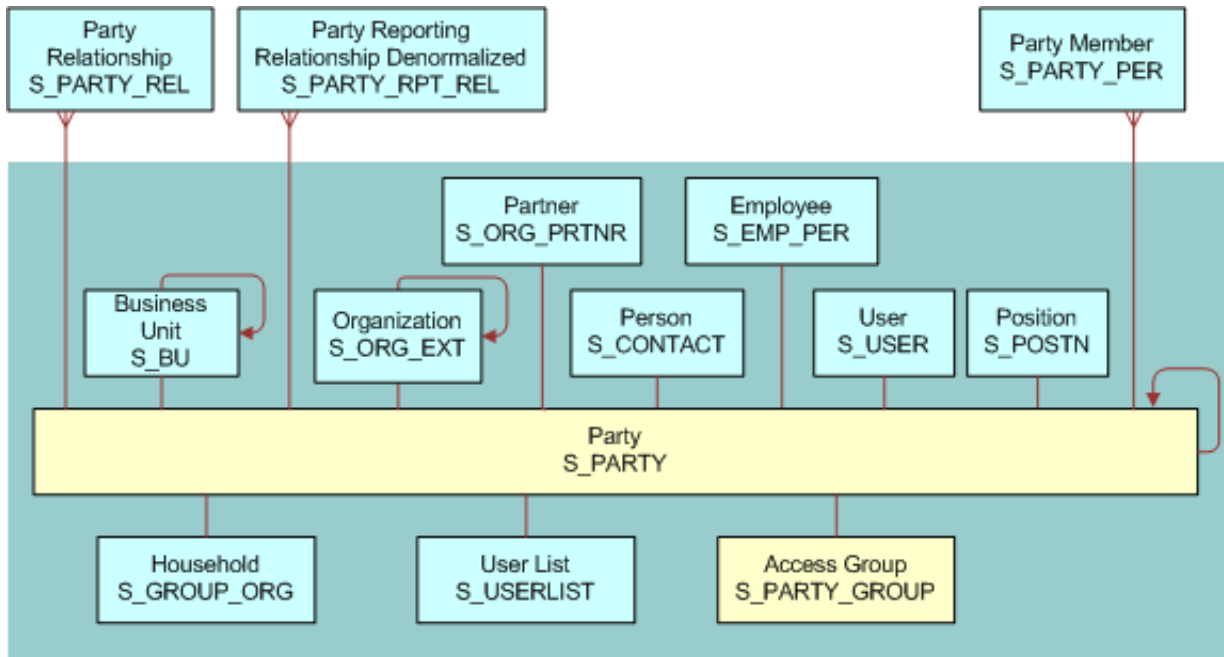 Party
Relationship
S_PARTY_REL
Party Reporting
Relationship Denormalized
S_PARTY_RPT_REL
Party Member
S_PARTY_PER
Partner
S_ORG_PRTNR
Employee
S_EMP_PER
Business
Unit
S_BU
Organization
S_ORG_EXT
Person
S_CONTACT
User
S_USER
Position
S_POSTN
Party
S_PARTY
Household
S_GROUP_ORG
User List
S_USERLIST
Access Group
S_PARTY_GROUP